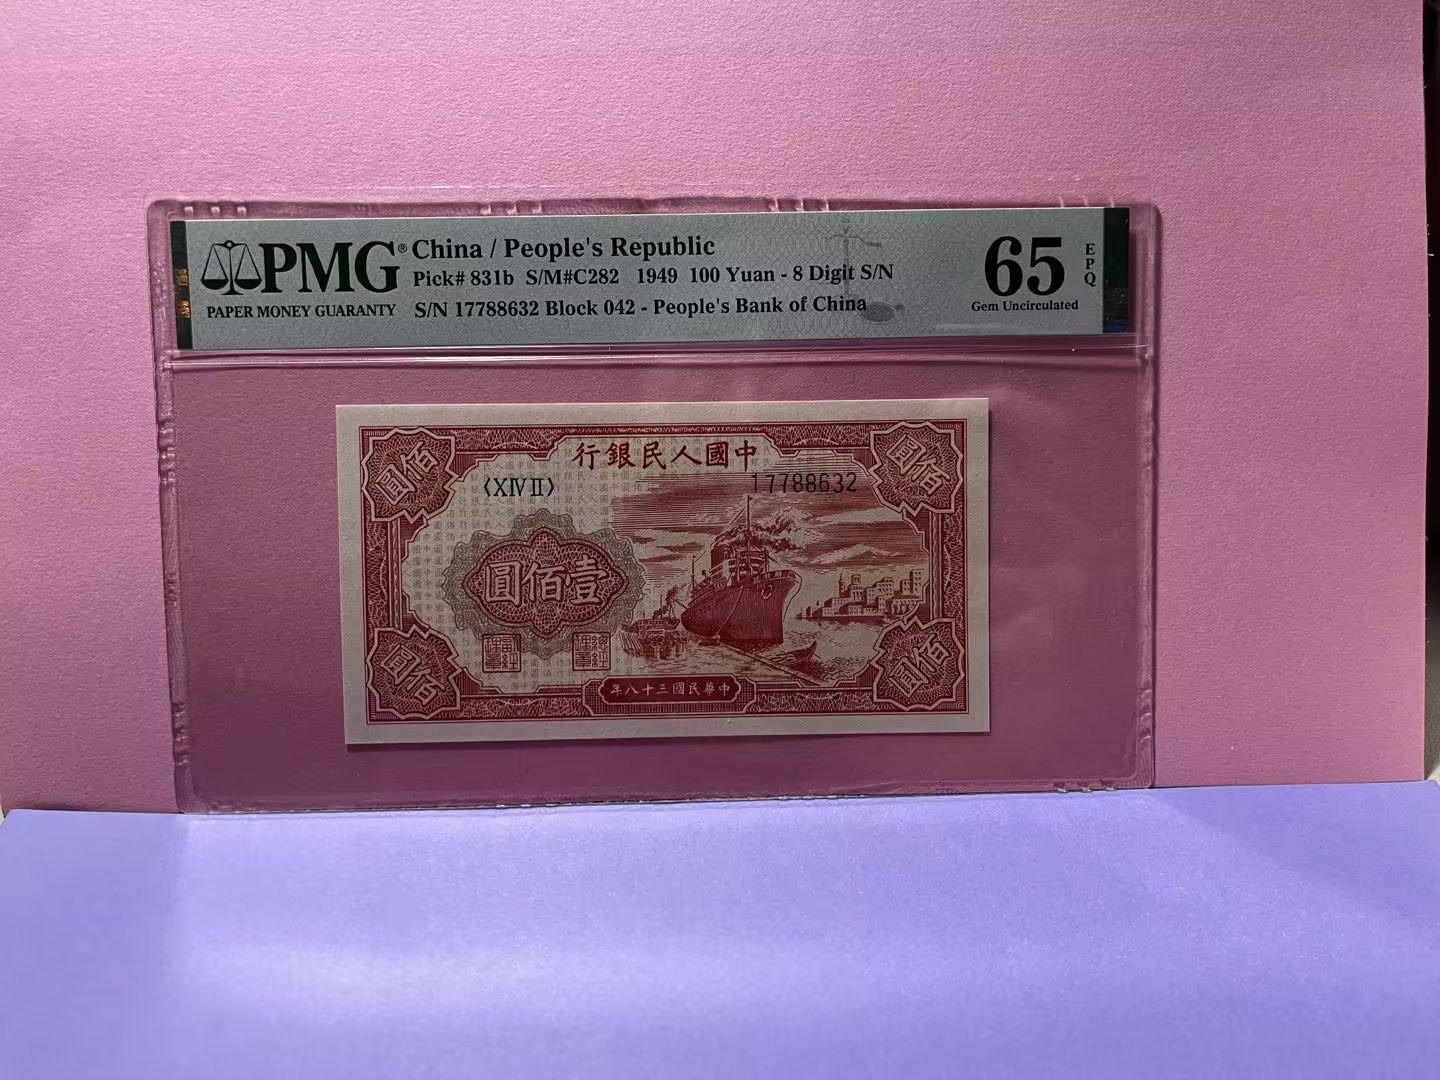 PMG®
PAPER MONEY GUARANTY
China / People's Republic
Pick# 831b S/M#C282 1949 100 Yuan - 8 Digit S/N
S/N 17788632 Block 042 - People's Bank of China
65
EPQ
Gem Uncirculated
行銀民人國中
圓佰
圓佰
〈XIVII〉
17788632
圓佰壹
圓佰
圓佰
年八十三國民華中